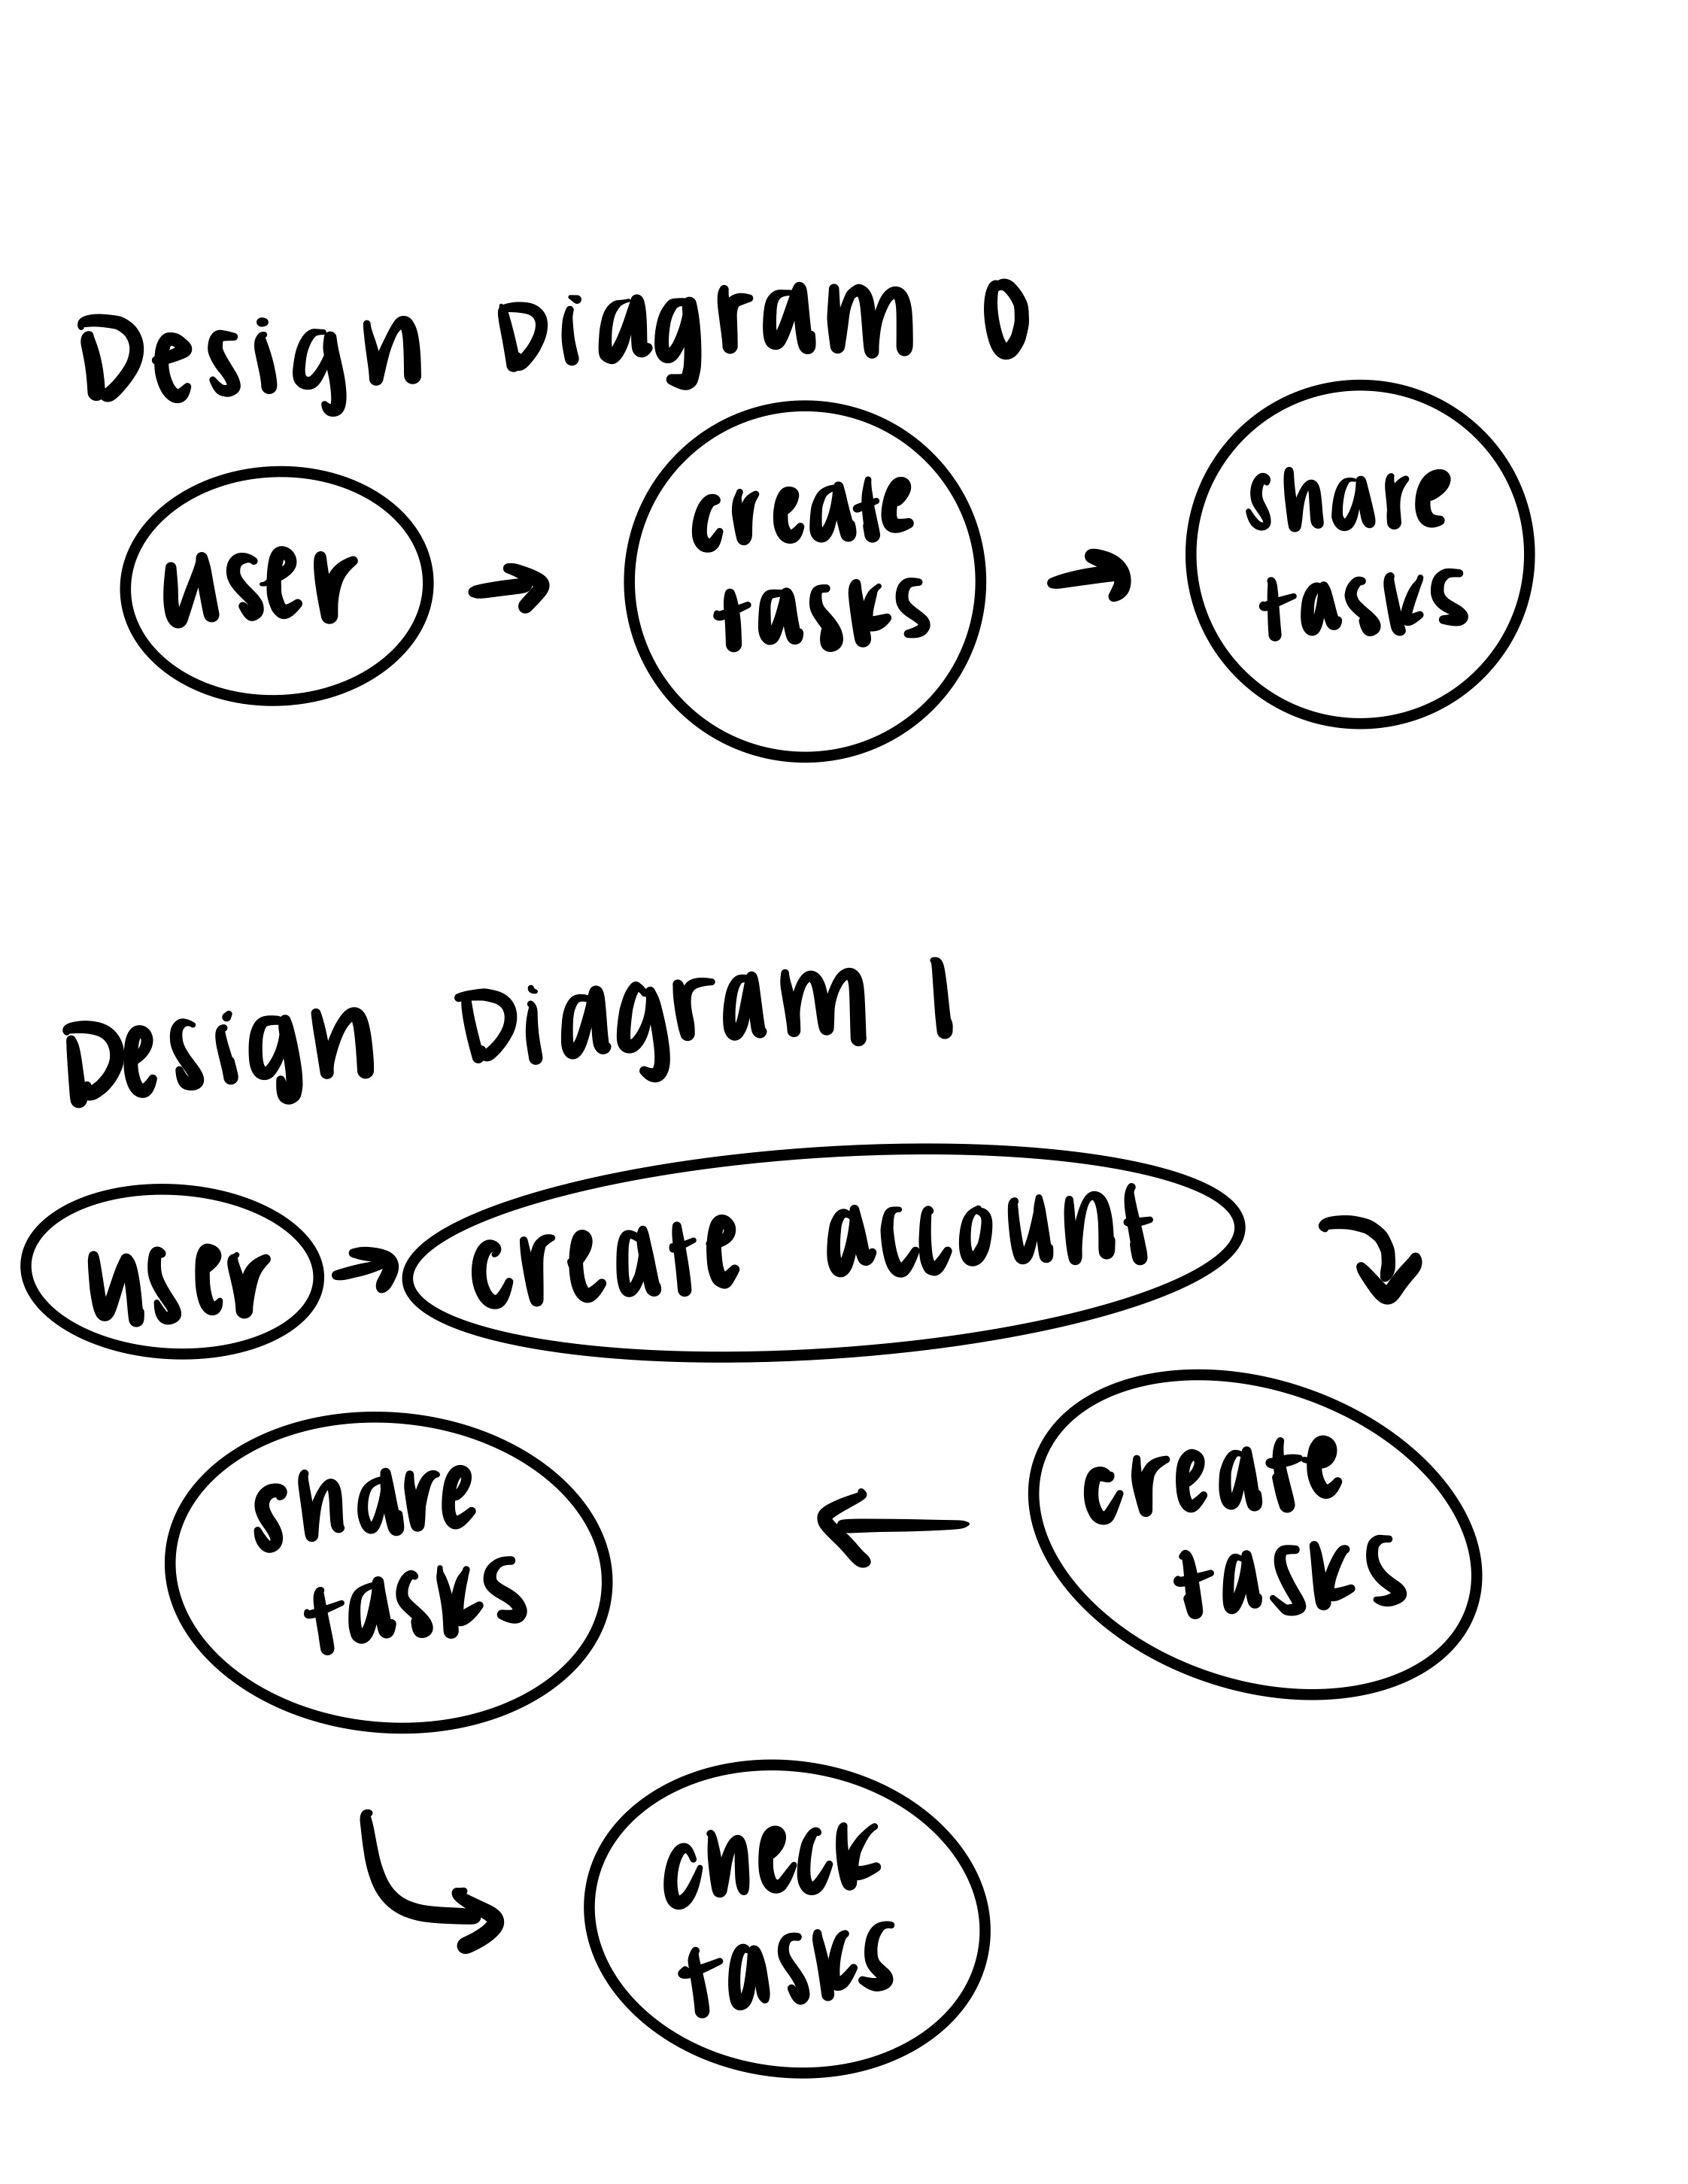 Design Diagram 0
user
create
tasks
share
tasks
Design Diagram 1
user
create account
create
tasks
share
tasks
check
tasks